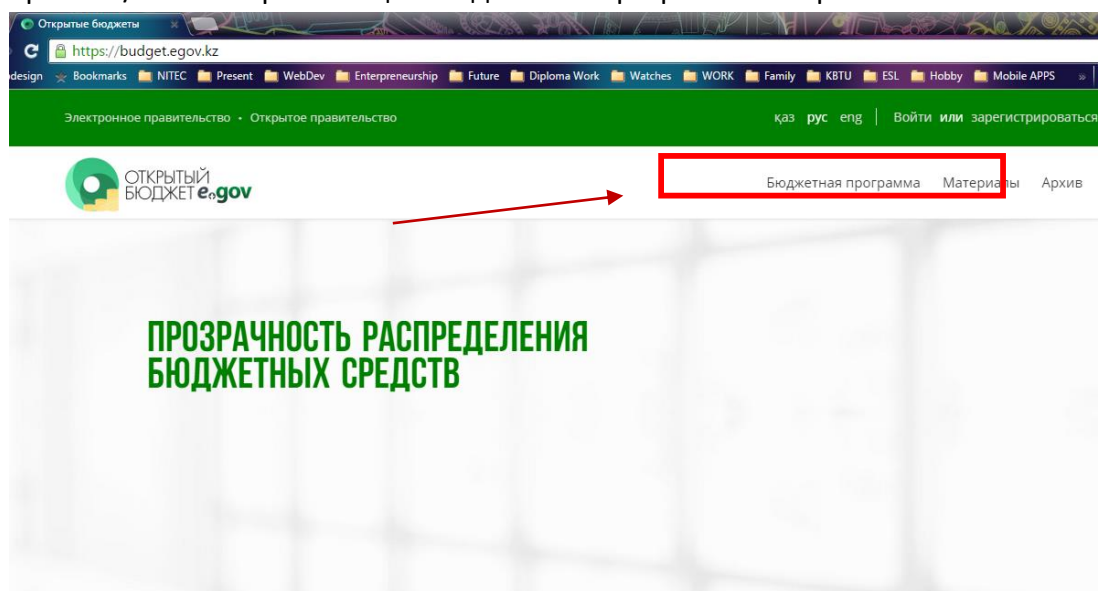 Открытые бюджеты
https://budget.egov.kz
design Bookmarks NITEC Present WebDev Enterpreneurship Future Diploma Work Watches WORK Family KBTU ESL Hobby Mobile APPS »
Электронное правительство • Открытое правительство қаз рус eng | Войти или зарегистрироваться
ОТКРЫТЫЙ
БЮДЖЕТ e.gov
Бюджетная программа Материалы Архив
ПРОЗРАЧНОСТЬ РАСПРЕДЕЛЕНИЯ
БЮДЖЕТНЫХ СРЕДСТВ